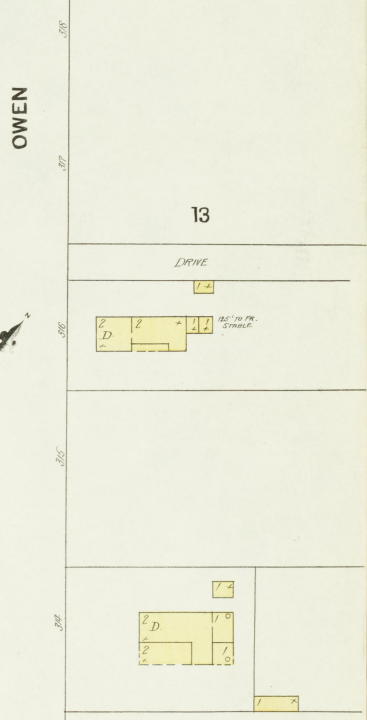 318
OWEN
317
13
DRIVE
1
316
2 2 1 1
D
125' TO FR.
STABLE.
315
1
314
2 1
D
2 1
1